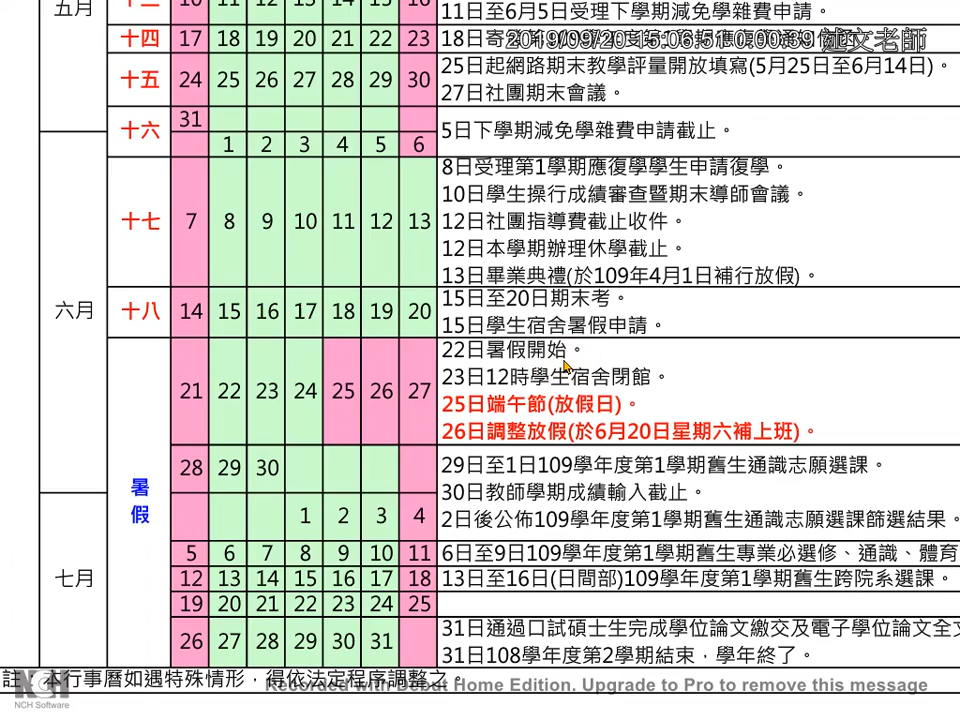 五月 十三 10 11 12 13 14 15 16 11日至6月5日受理下學期減免學雜費申請。
十四 17 18 19 20 21 22 23 18日寄
2019/09/20 15:06:51 0:00:59 述文老師
十五 24 25 26 27 28 29 30 25日起網路期末教學評量開放填寫(5月25日至6月14日)。
27日社團期末會議。
十六 31
1 2 3 4 5 6 5日下學期減免學雜費申請截止。
8日受理第1學期應復學學生申請復學。
10日學生操行成績審查暨期末導師會議。
十七 7 8 9 10 11 12 13 12日社團指導費截止收件。
12日本學期辦理休學截止。
13日畢業典禮(於109年4月1日補行放假)。
六月 十八 14 15 16 17 18 19 20 15日至20日期末考。
15日學生宿舍暑假申請。
22日暑假開始。
23日12時學生宿舍閉館。
21 22 23 24 25 26 27 25日端午節(放假日)。
26日調整放假(於6月20日星期六補上班)。
暑假 28 29 30 29日至1日109學年度第1學期舊生通識志願選課。
30日教師學期成績輸入截止。
1 2 3 4 2日後公佈109學年度第1學期舊生通識志願選課篩選結果。
七月 5 6 7 8 9 10 11 6日至9日109學年度第1學期舊生專業必選修、通識、體育
12 13 14 15 16 17 18 13日至16日(日間部)109學年度第1學期舊生跨院系選課。
19 20 21 22 23 24 25
26 27 28 29 30 31 31日通過口試碩士生完成學位論文繳交及電子學位論文全文
31日108學年度第2學期結束，學年終了。
註：本行事曆如遇特殊情形，得依法定程序調整之。
Recorded with Debut Home Edition. Upgrade to Pro to remove this message
NCH
NCH Software